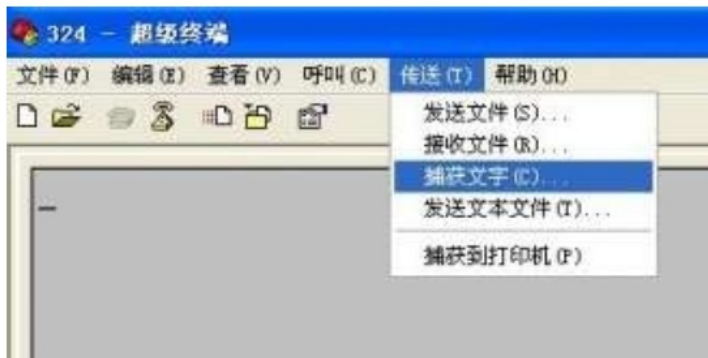 324 - 超级终端
文件(F) 编辑(E) 查看(V) 呼叫(C) 传送(T) 帮助(H)
发送文件(S)...
接收文件(R)...
捕获文字(C)...
发送文本文件(T)...
捕获到打印机(P)